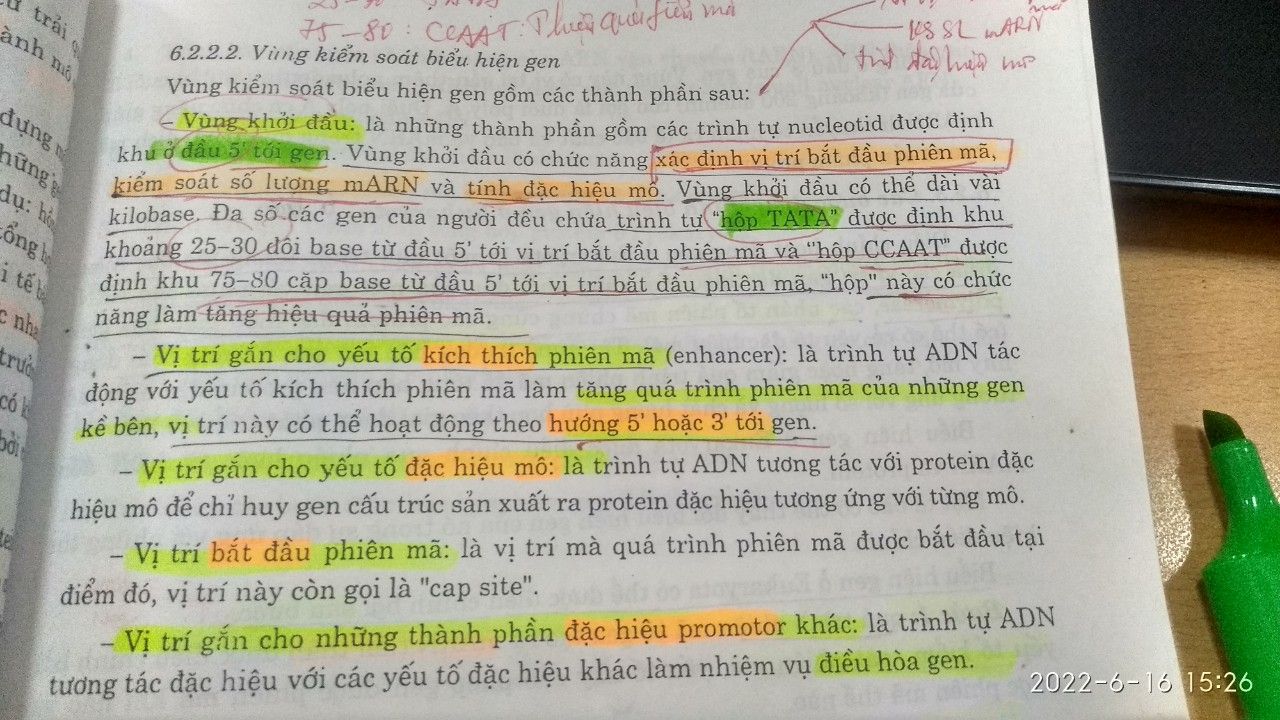 75-80: CCAAT: Thiệu quả phiên mã
KSSL mARN
tính đặc hiệu mô
6.2.2.2. Vùng kiểm soát biểu hiện gen
Vùng kiểm soát biểu hiện gen gồm các thành phần sau:
– Vùng khởi đầu: là những thành phần gồm các trình tự nucleotid được định
khu ở đầu 5' tới gen. Vùng khởi đầu có chức năng xác định vị trí bắt đầu phiên mã,
kiểm soát số lượng mARN và tính đặc hiệu mô. Vùng khởi đầu có thể dài vài
kilobase. Đa số các gen của người đều chứa trình tự "hộp TATA" được định khu
khoảng 25–30 đôi base từ đầu 5' tới vị trí bắt đầu phiên mã và "hộp CCAAT" được
định khu 75–80 cặp base từ đầu 5' tới vị trí bắt đầu phiên mã, "hộp" này có chức
năng làm tăng hiệu quả phiên mã.
– Vị trí gắn cho yếu tố kích thích phiên mã (enhancer): là trình tự ADN tác
động với yếu tố kích thích phiên mã làm tăng quá trình phiên mã của những gen
kề bên, vị trí này có thể hoạt động theo hướng 5' hoặc 3' tới gen.
– Vị trí gắn cho yếu tố đặc hiệu mô: là trình tự ADN tương tác với protein đặc
hiệu mô để chỉ huy gen cấu trúc sản xuất ra protein đặc hiệu tương ứng với từng mô.
– Vị trí bắt đầu phiên mã: là vị trí mà quá trình phiên mã được bắt đầu tại
điểm đó, vị trí này còn gọi là "cap site".
– Vị trí gắn cho những thành phần đặc hiệu promotor khác: là trình tự ADN
tương tác đặc hiệu với các yếu tố đặc hiệu khác làm nhiệm vụ điều hòa gen.
2022-6-16 15:26